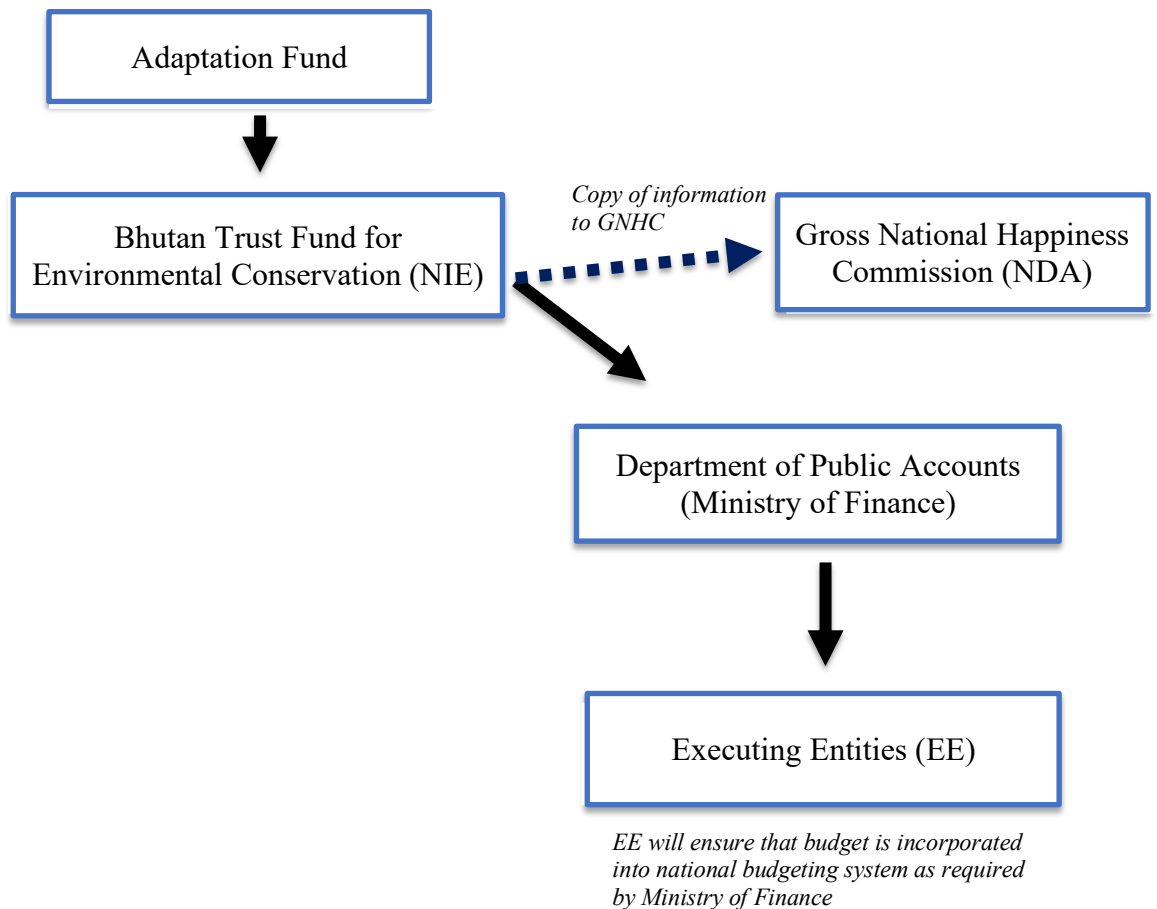 Adaptation Fund
Copy of information
to GNHC
Bhutan Trust Fund for
Environmental Conservation (NIE)
Gross National Happiness
Commission (NDA)
Department of Public Accounts
(Ministry of Finance)
Executing Entities (EE)
EE will ensure that budget is incorporated
into national budgeting system as required
by Ministry of Finance